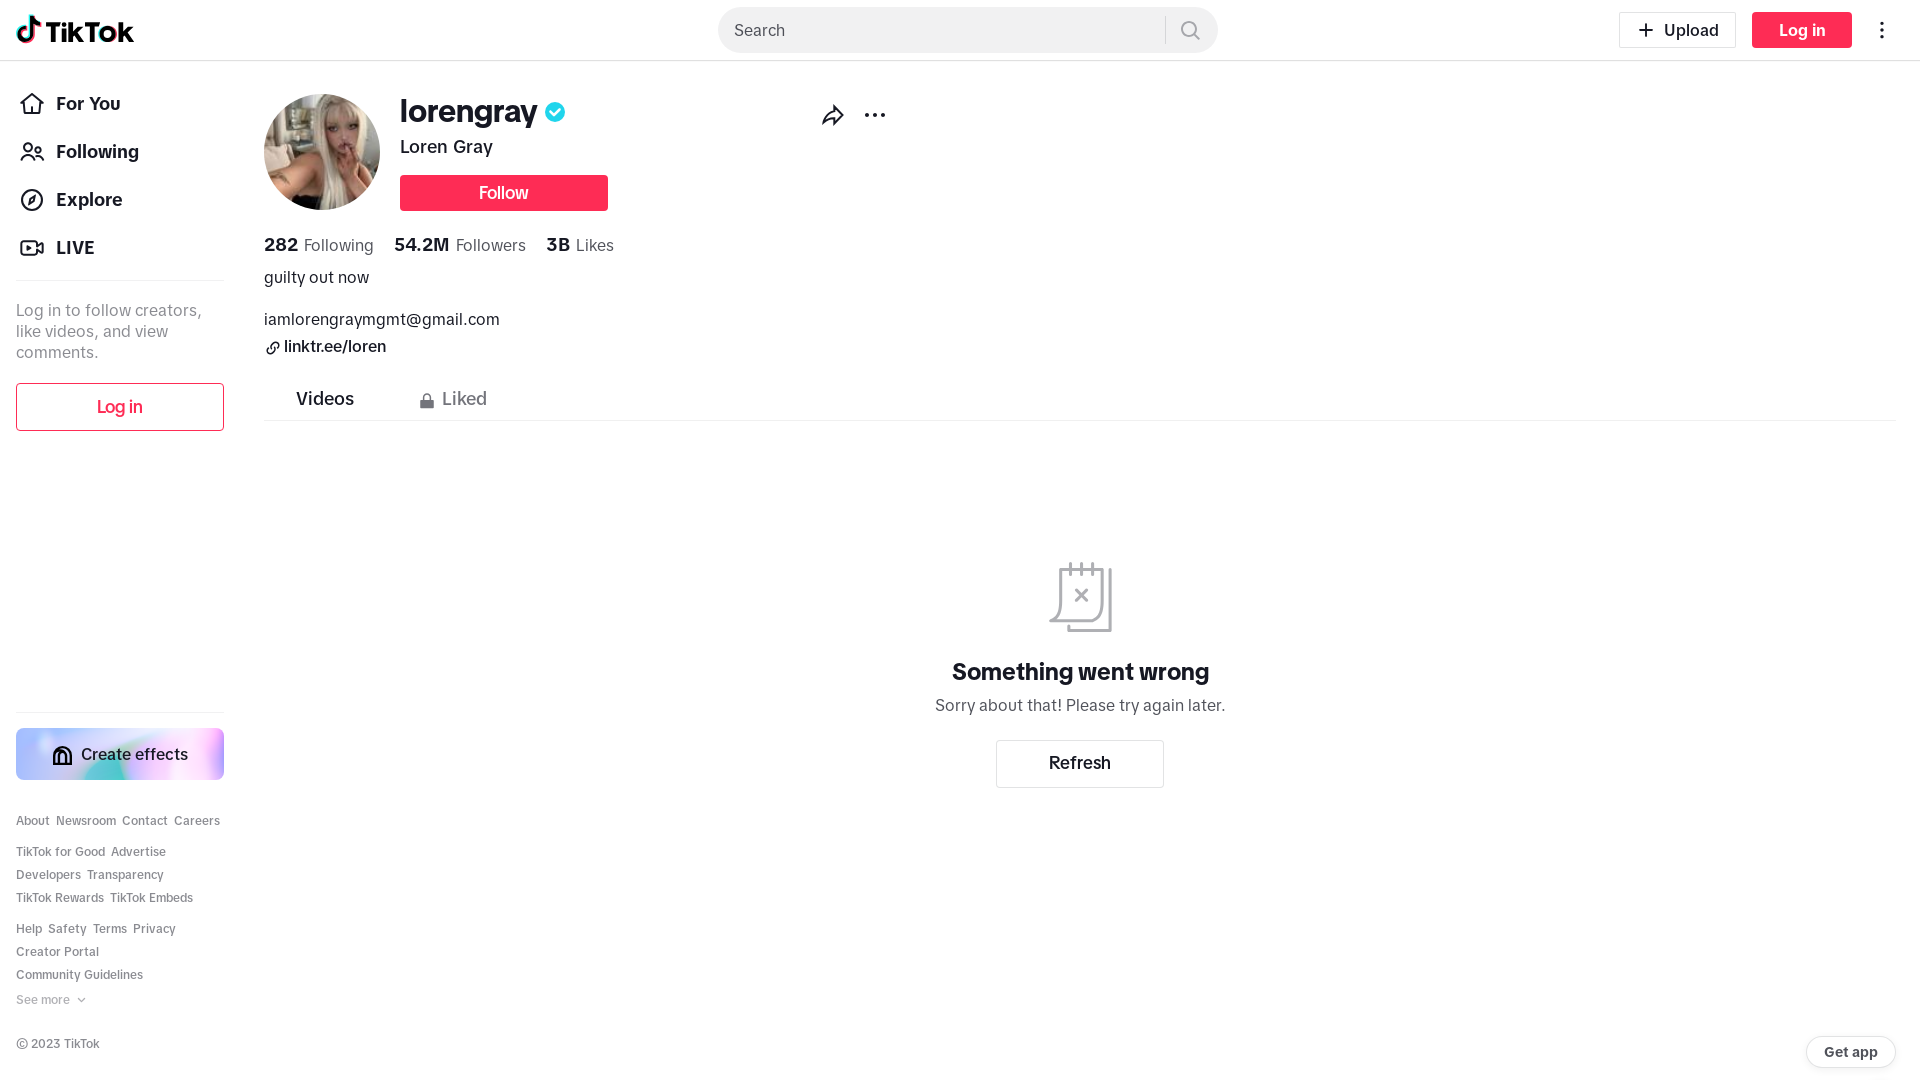 TikTok
Search
Upload
Log in
For You
Following
Explore
LIVE
Log in to follow creators,
like videos, and view
comments.
Log in
Create effects
About Newsroom Contact Careers
TikTok for Good Advertise
Developers Transparency
TikTok Rewards TikTok Embeds
Help Safety Terms Privacy
Creator Portal
Community Guidelines
See more
© 2023 TikTok
lorengray
Loren Gray
Follow
282 Following 54.2M Followers 3B Likes
guilty out now
iamlorengraymgmt@gmail.com
linktr.ee/loren
Videos Liked
Something went wrong
Sorry about that! Please try again later.
Refresh
Get app